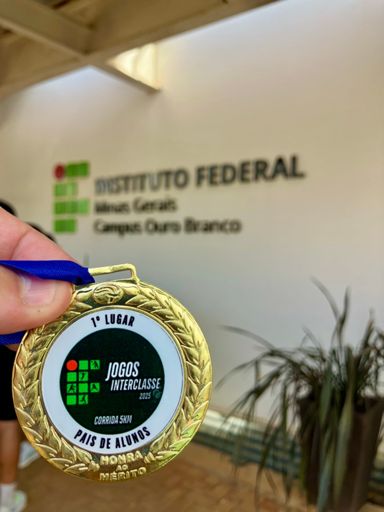 INSTITUTO FEDERAL
Minas Gerais
Campus Ouro Branco
1º LUGAR
JOGOS
INTERCLASSE
2025
CORRIDA 5KM
PAIS DE ALUNOS
HONRA
AO
MÉRITO